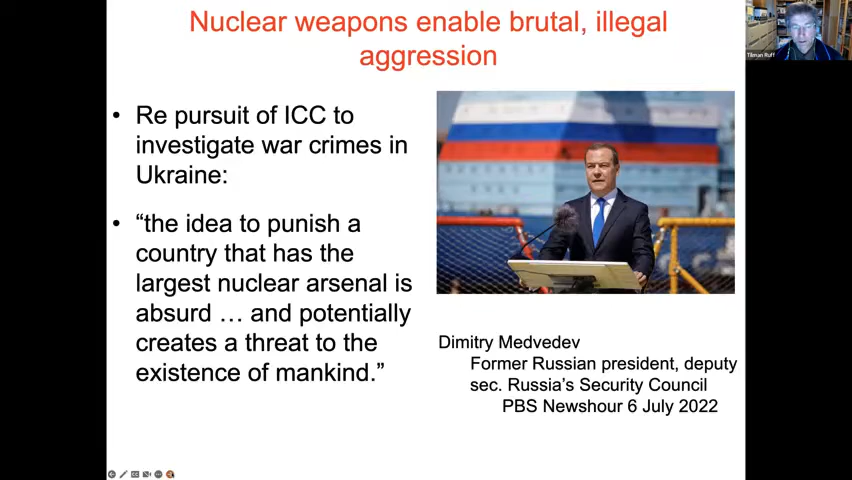 Nuclear weapons enable brutal, illegal
aggression
• Re pursuit of ICC to
investigate war crimes in
Ukraine:
• “the idea to punish a
country that has the
largest nuclear arsenal is
absurd … and potentially
creates a threat to the
existence of mankind.”
Dimitry Medvedev
Former Russian president, deputy
sec. Russia’s Security Council
PBS Newshour 6 July 2022
Tilman Ruff